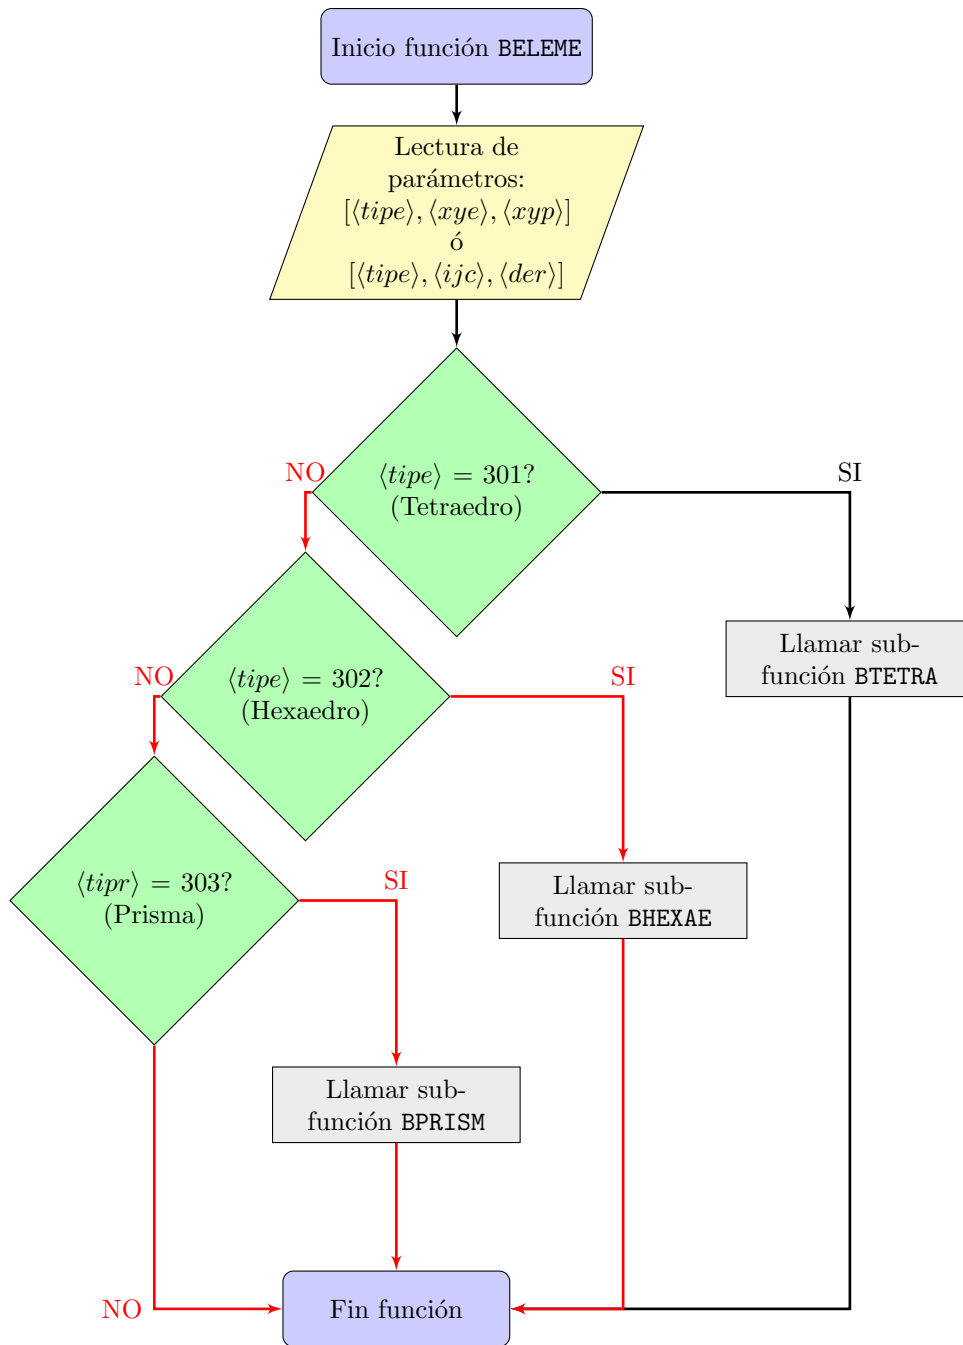 Inicio función BELEME
Lectura de
parámetros:
[⟨tipe⟩, ⟨xye⟩, ⟨xyp⟩]
ó
[⟨tipe⟩, ⟨ijc⟩, ⟨der⟩]
NO
⟨tipe⟩ = 301?
(Tetraedro)
SI
Llamar sub-
función BTETRA
NO
⟨tipe⟩ = 302?
(Hexaedro)
SI
Llamar sub-
función BHEXAE
⟨tipr⟩ = 303?
(Prisma)
SI
Llamar sub-
función BPRISM
NO
Fin función